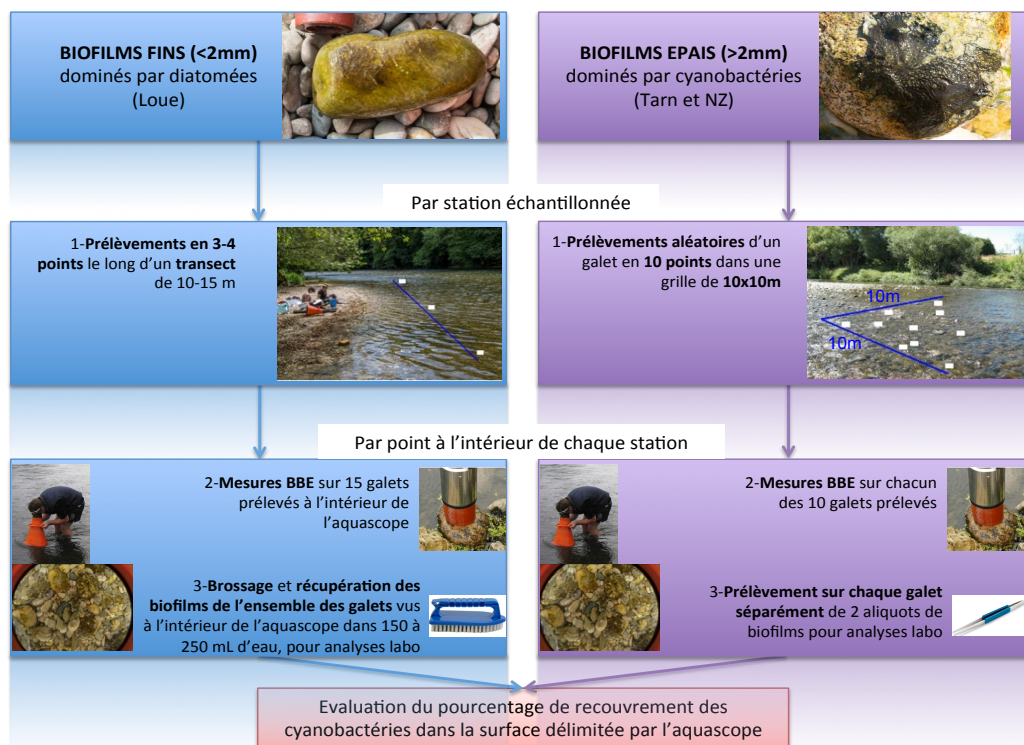 BIOFILMS FINS (<2mm)
dominés par diatomées
(Loue)
BIOFILMS EPAIS (>2mm)
dominés par cyanobactéries
(Tarn et NZ)
Par station échantillonnée
1-Prélèvements en 3-4
points le long d'un transect
de 10-15 m
1-Prélèvements aléatoires d'un
galet en 10 points dans une
grille de 10x10m
10m
10m
Par point à l'intérieur de chaque station
2-Mesures BBE sur 15 galets
prélevés à l'intérieur de
l'aquascope
3-Brossage et récupération des
biofilms de l'ensemble des galets vus
à l'intérieur de l'aquascope dans 150 à
250 mL d'eau, pour analyses labo
2-Mesures BBE sur chacun
des 10 galets prélevés
3-Prélèvement sur chaque galet
séparément de 2 aliquots de
biofilms pour analyses labo
Evaluation du pourcentage de recouvrement des
cyanobactéries dans la surface délimitée par l'aquascope